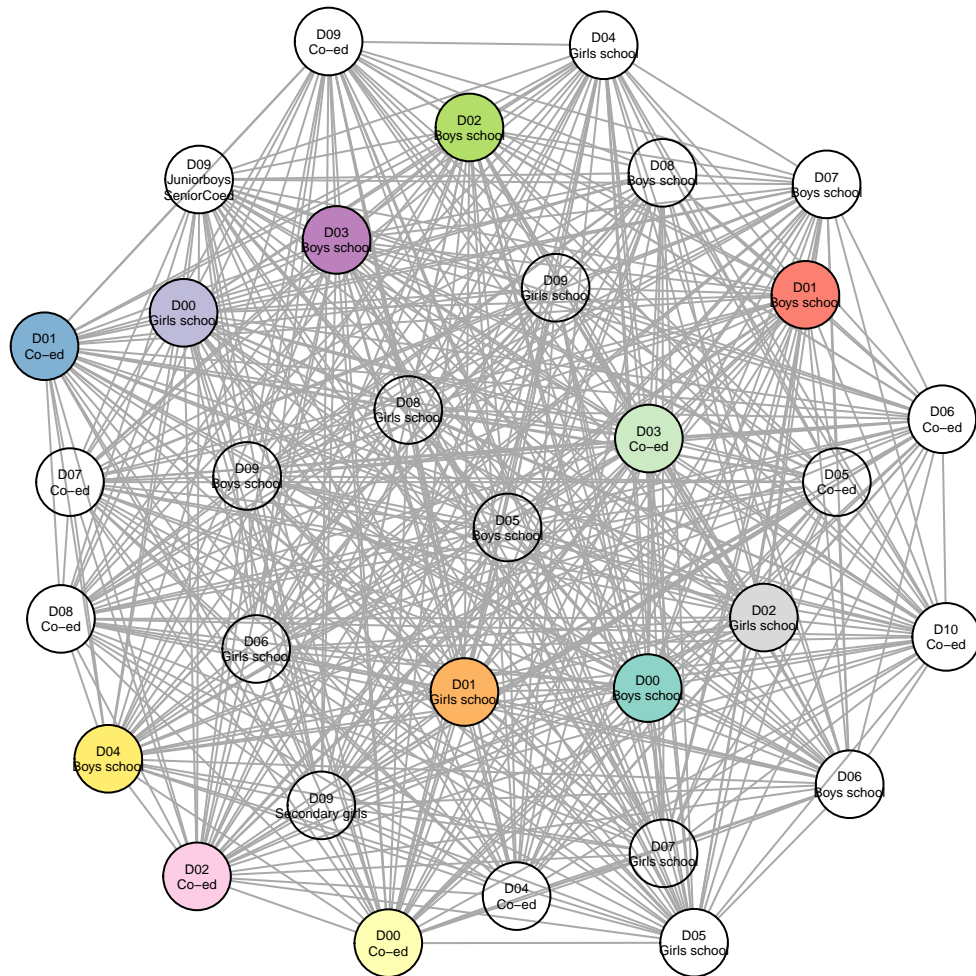 D09
Co-ed
D04
Girls school
D02
Boys school
D09
Juniorboys
SeniorCoed
D08
Boys school
D07
Boys school
D03
Boys school
D09
Girls school
D01
Boys school
D00
Girls school
D01
Co-ed
D08
Girls school
D03
Co-ed
D06
Co-ed
D07
Co-ed
D09
Boys school
D05
Co-ed
D05
Boys school
D08
Co-ed
D02
Girls school
D10
Co-ed
D06
Girls school
D01
Girls school
D00
Boys school
D04
Boys school
D06
Boys school
D09
Secondary girls
D07
Girls school
D02
Co-ed
D04
Co-ed
D00
Co-ed
D05
Girls school